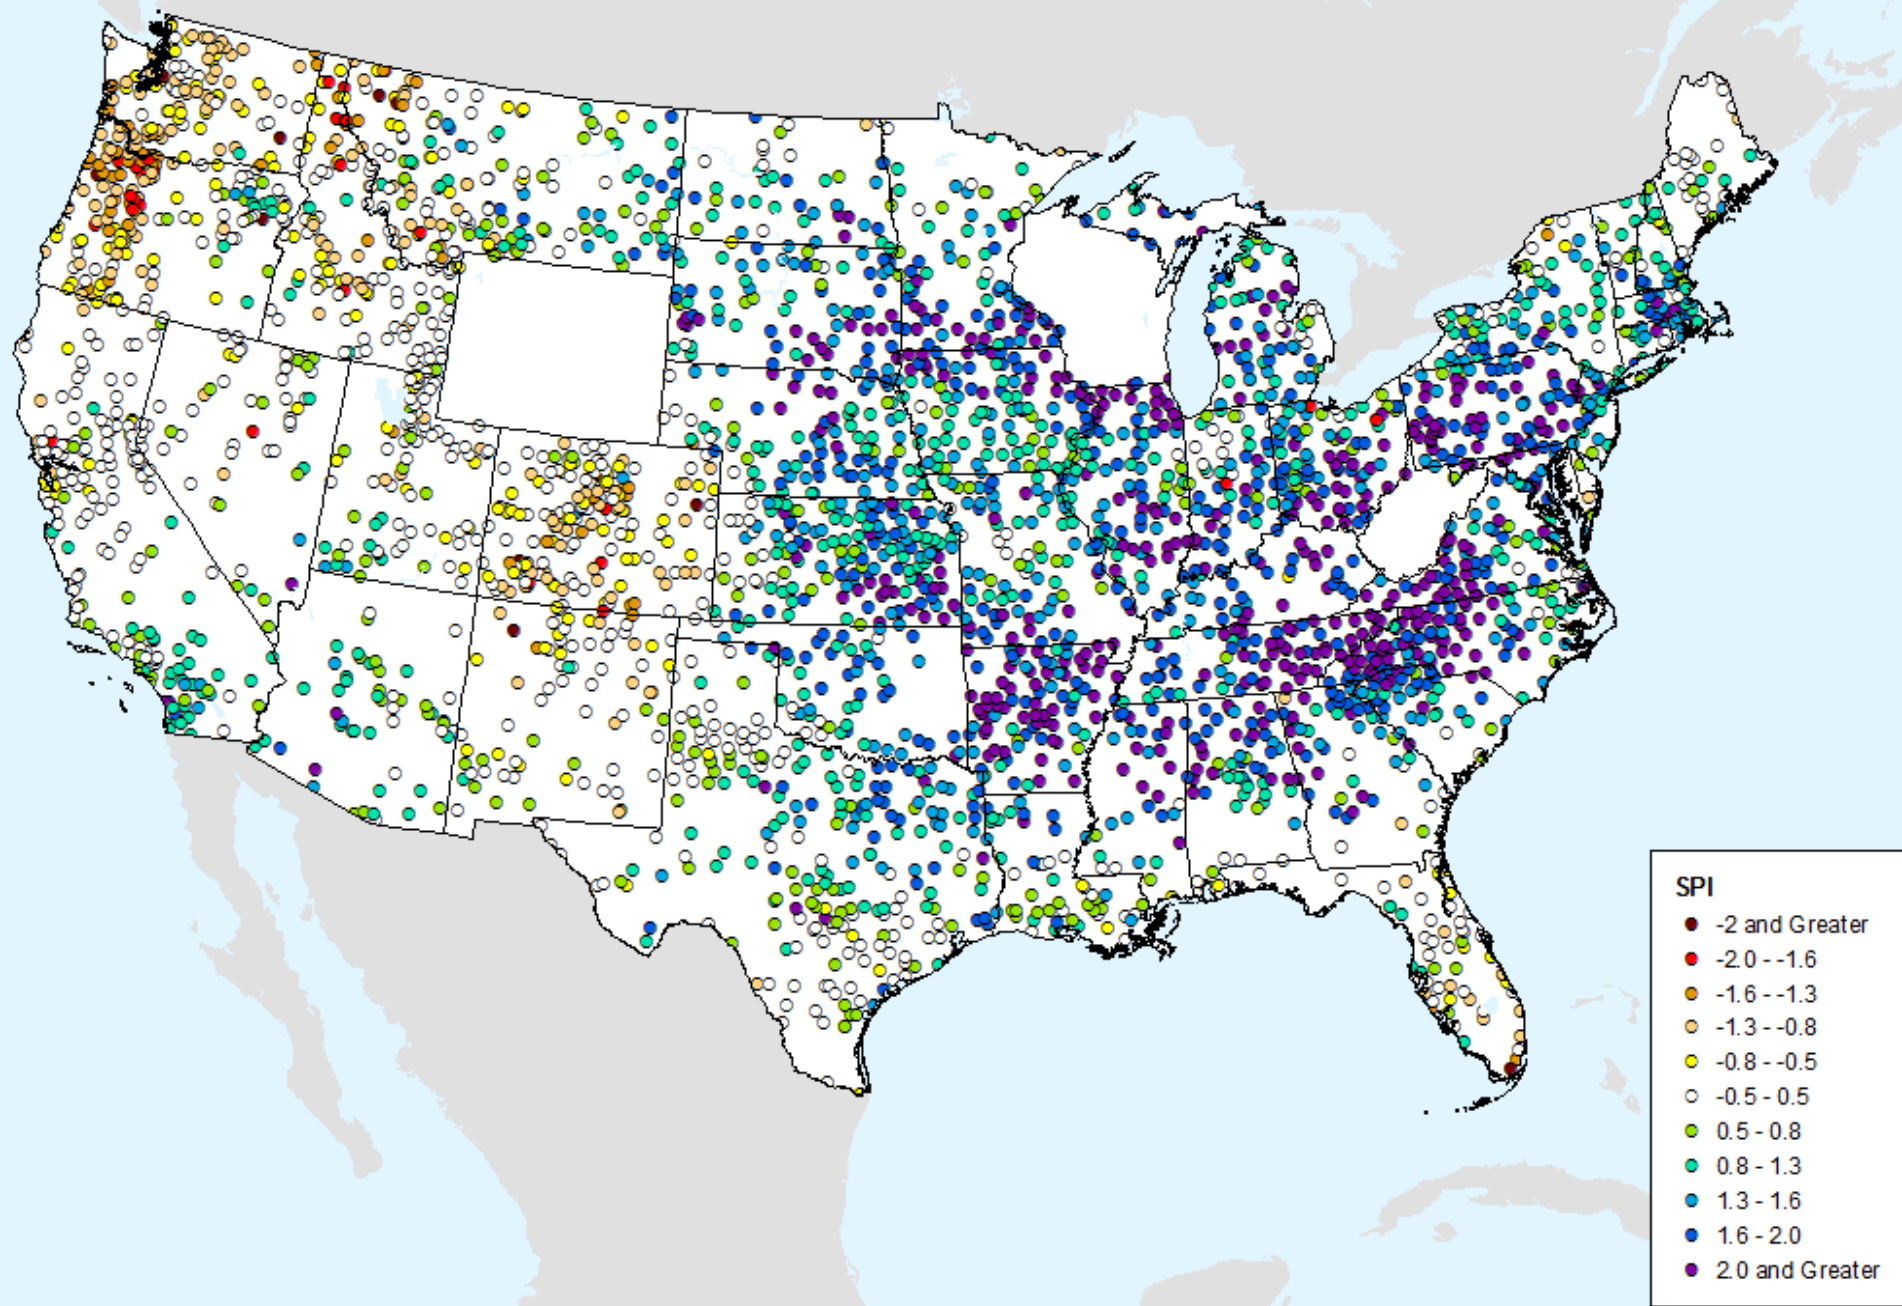 SPI
-2 and Greater
-2.0 - -1.6
-1.6 - -1.3
-1.3 - -0.8
-0.8 - -0.5
-0.5 - 0.5
0.5 - 0.8
0.8 - 1.3
1.3 - 1.6
1.6 - 2.0
2.0 and Greater